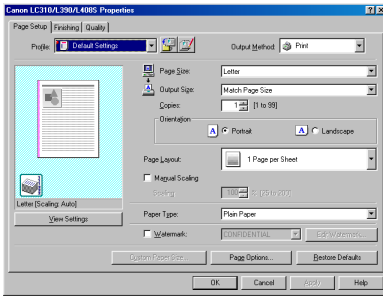 Canon LC310/L390/L408S Properties
Page Setup Finishing Quality
Profile: Default Settings
Output Method: Print
Page Size: Letter
Output Size: Match Page Size
Copies: 1 [1 to 99]
Orientation
A Portrait A Landscape
Page Layout: 1 Page per Sheet
Manual Scaling
Scaling: 100 % [25 to 200]
Letter [Scaling: Auto]
View Settings
Paper Type: Plain Paper
Watermark: CONFIDENTIAL Edit Watermark...
Custom Paper Size... Page Options... Restore Defaults
OK Cancel Apply Help